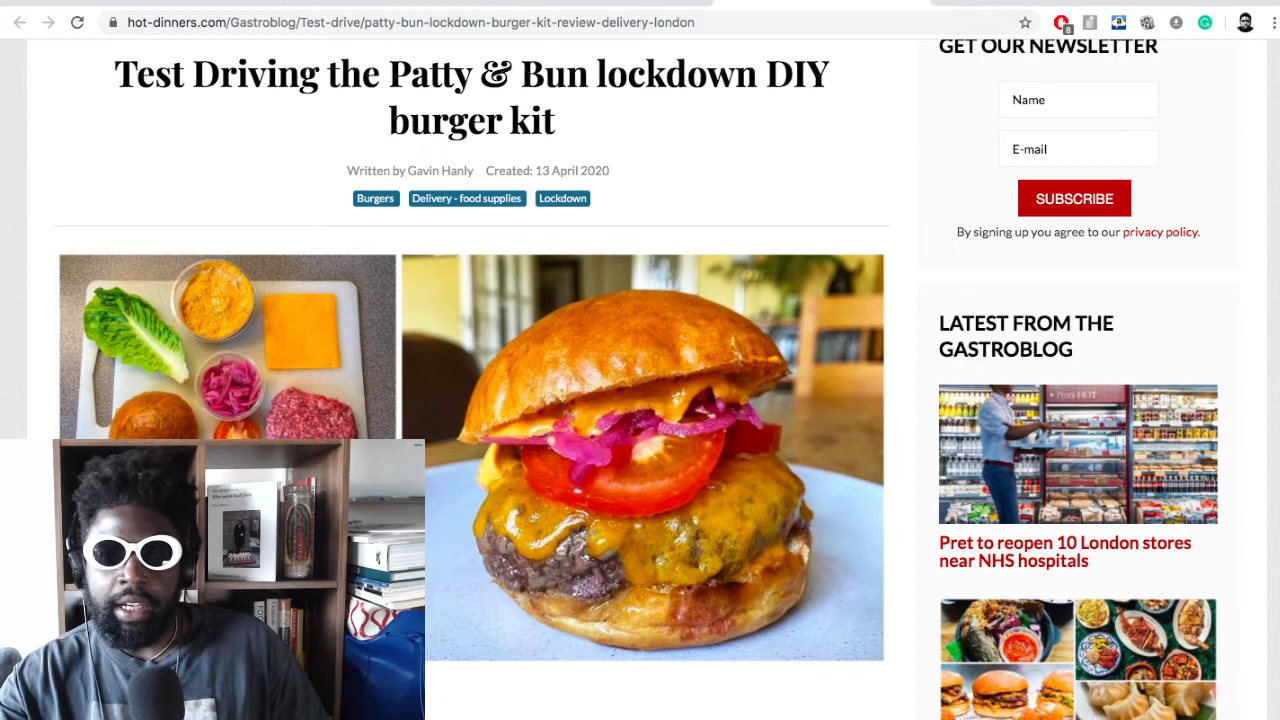 hot-dinners.com/Gastroblog/Test-drive/patty-bun-lockdown-burger-kit-review-delivery-london
8
Test Driving the Patty & Bun lockdown DIY
burger kit
Written by Gavin Hanly Created: 13 April 2020
Burgers Delivery - food supplies Lockdown
GET OUR NEWSLETTER
Name
E-mail
SUBSCRIBE
By signing up you agree to our privacy policy.
LATEST FROM THE
GASTROBLOG
Pret to reopen 10 London stores
near NHS hospitals